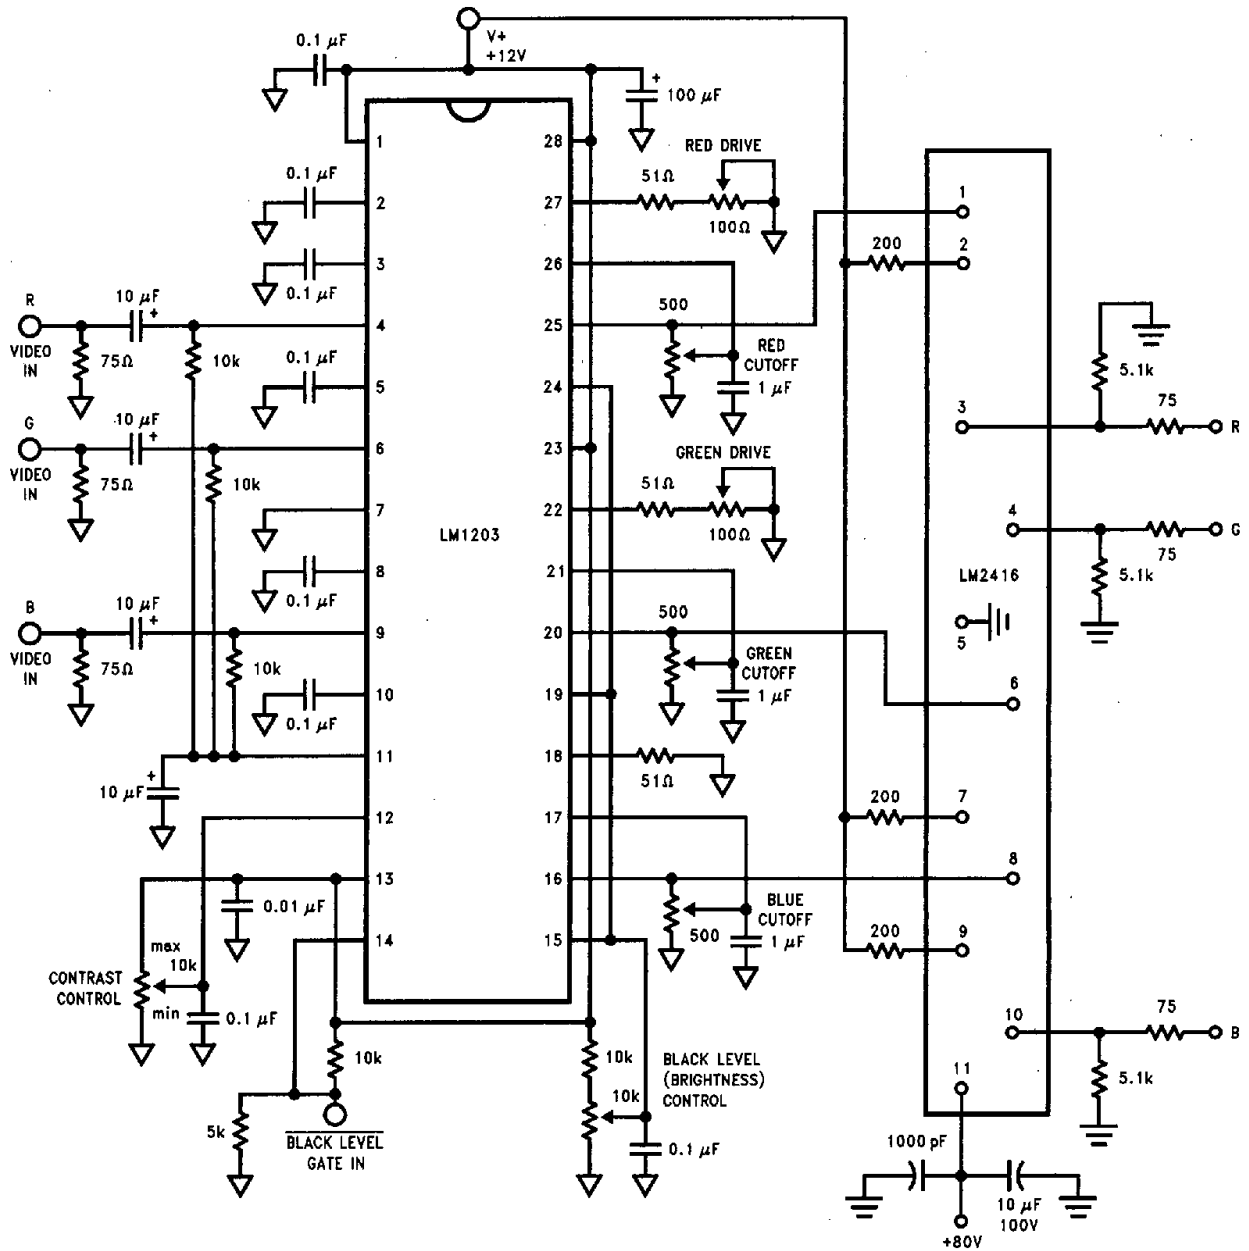 0.1 μF
V+
+12V
+
100 μF
1
28
RED DRIVE
0.1 μF
51Ω
2
27
100Ω
1
200
2
3
26
0.1 μF
R
10 μF
+
500
4
25
VIDEO
IN
75Ω
10k
RED
CUTOFF
0.1 μF
1 μF
5
24
5.1k
75
3
R
G
10 μF
+
6
23
GREEN DRIVE
VIDEO
IN
75Ω
10k
51Ω
7
22
100Ω
LM1203
4
75
G
8
21
0.1 μF
LM2416
5.1k
B
10 μF
+
500
9
20
5
VIDEO
IN
75Ω
10k
GREEN
CUTOFF
1 μF
10
19
0.1 μF
6
11
18
51Ω
+
10 μF
200
7
12
17
13
16
8
0.01 μF
BLUE
CUTOFF
500
1 μF
14
15
200
9
max
10k
CONTRAST
CONTROL
min
0.1 μF
10
75
B
10k
10k
BLACK LEVEL
(BRIGHTNESS)
CONTROL
10k
11
5.1k
5k
BLACK LEVEL
GATE IN
0.1 μF
1000 pF
10 μF
100V
+80V